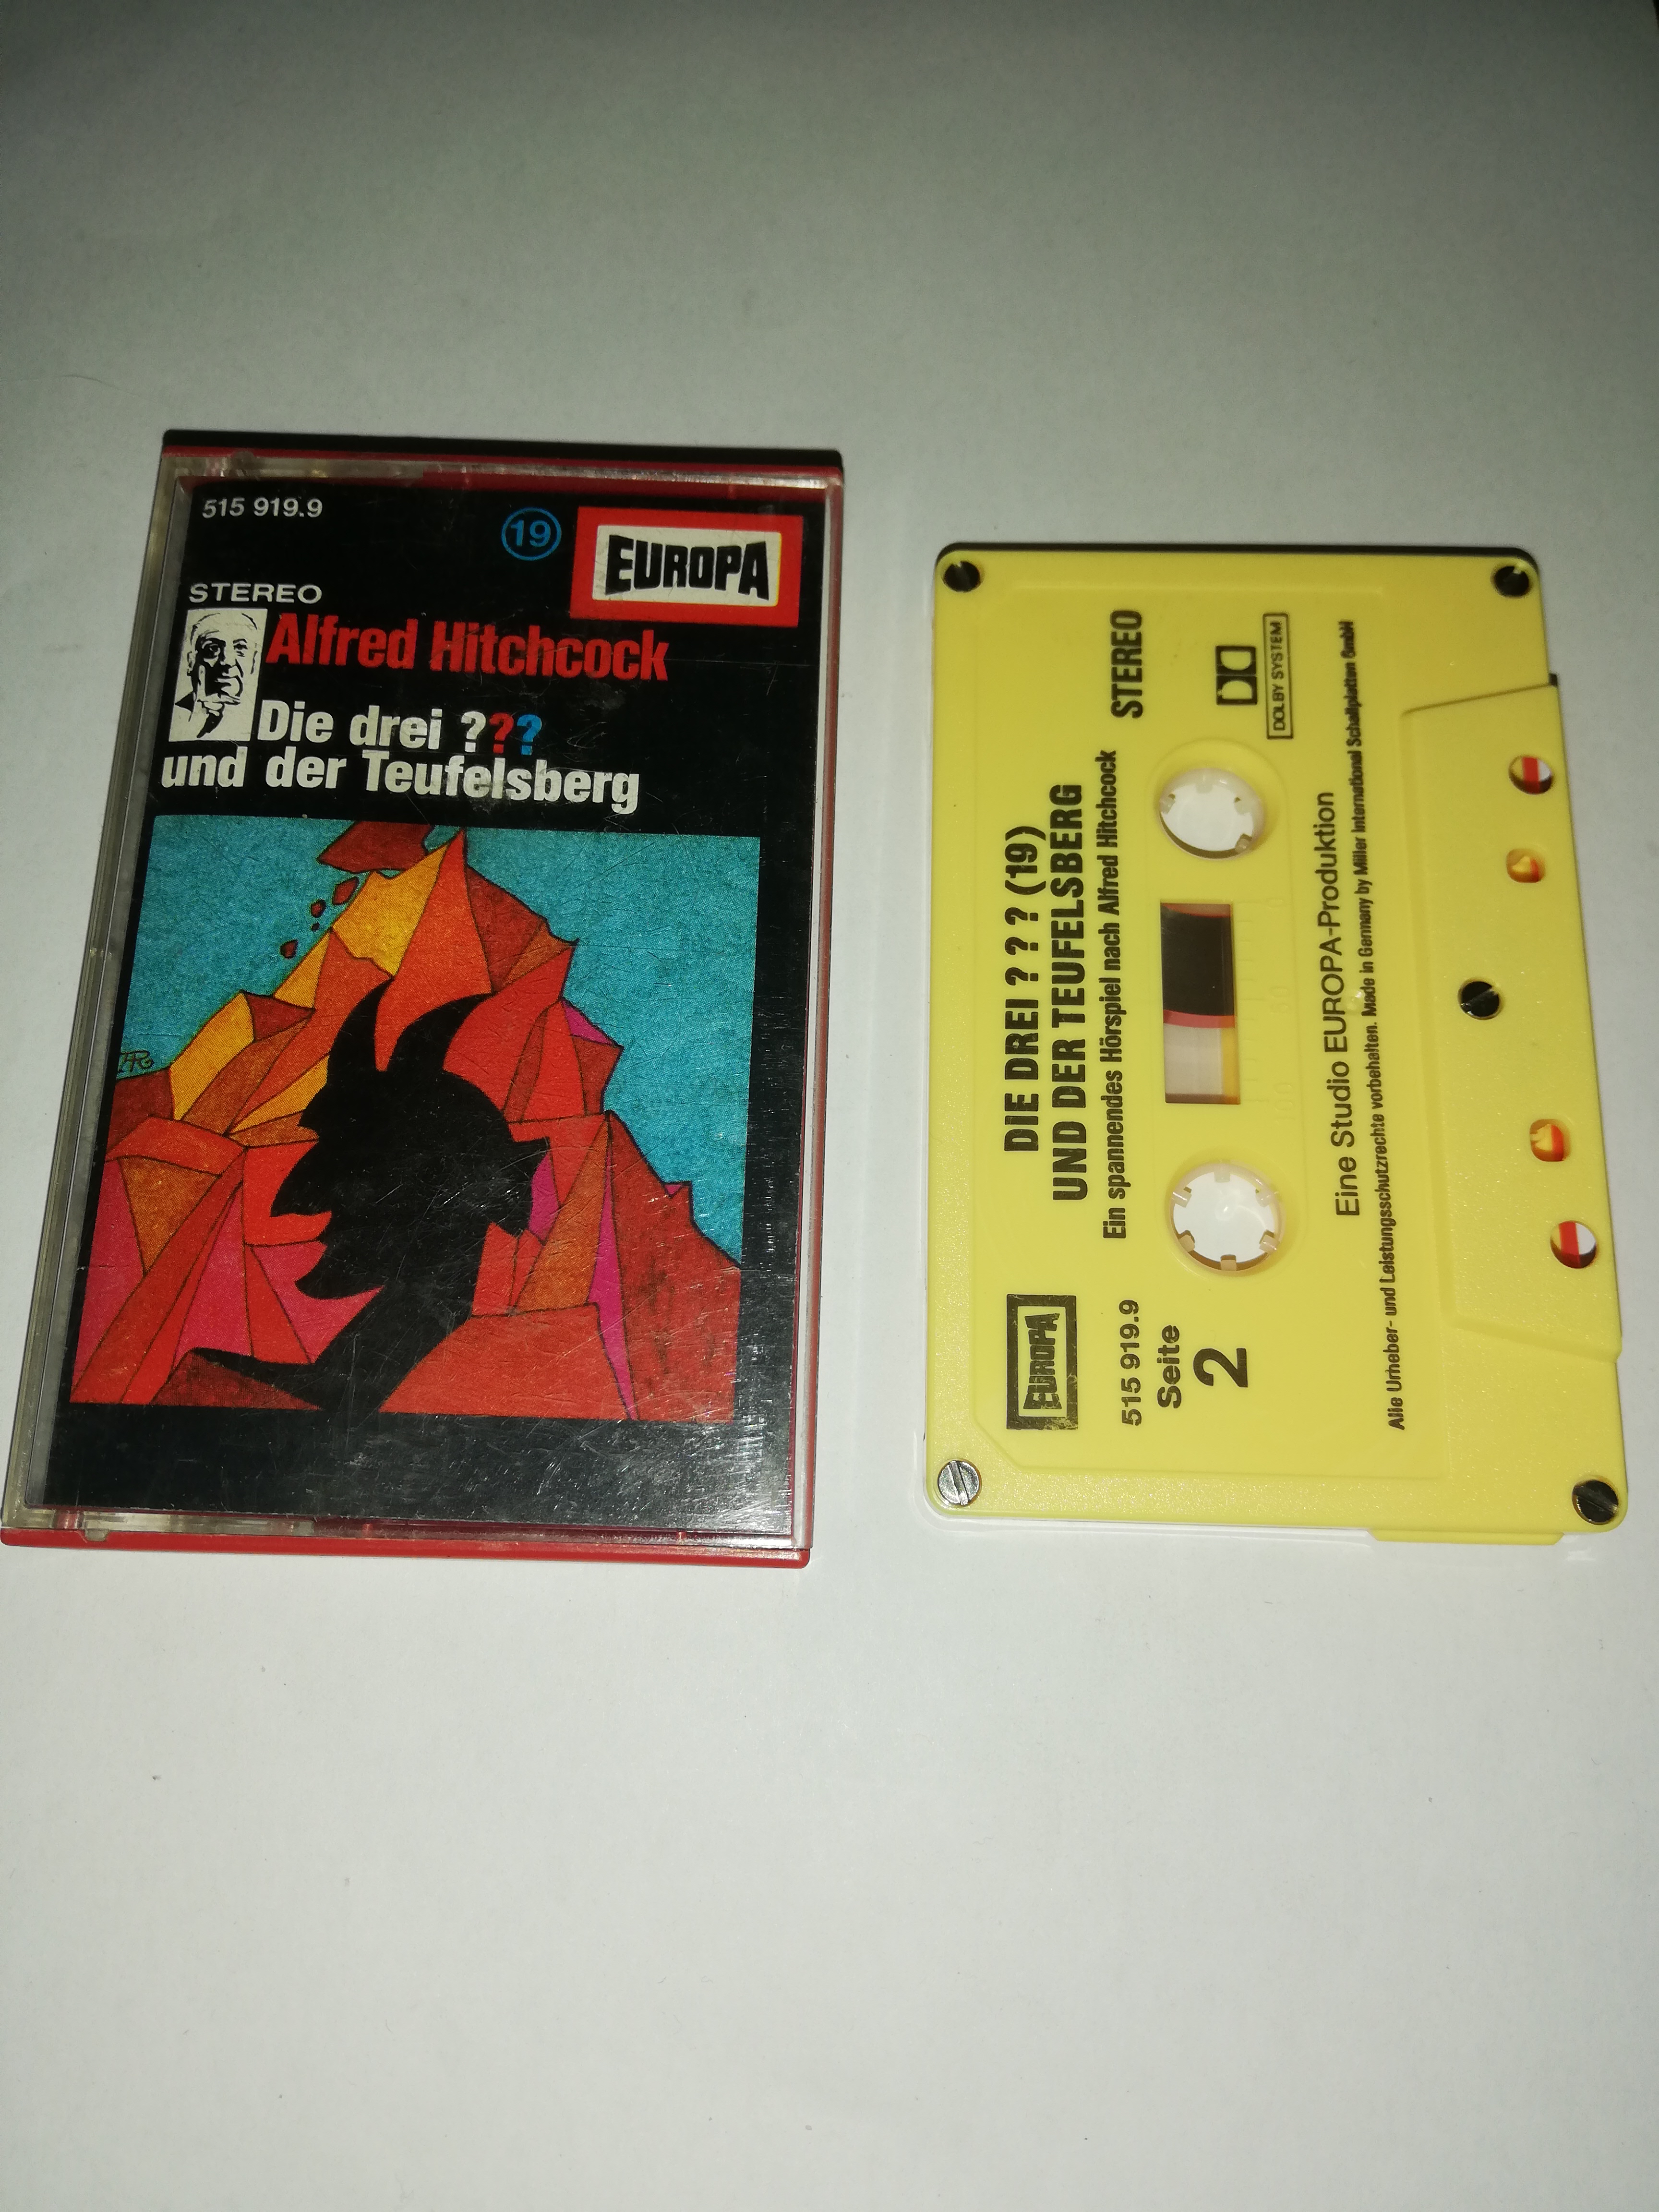 515 919.9
19
EUROPA
STEREO
Alfred Hitchcock
Die drei ???
und der Teufelsberg
DIE DREI ? ? ? (19)
UND DER TEUFELSBERG
Ein spannendes Hörspiel nach Alfred Hitchcock
STEREO
EUROPA
515 919.9
Seite
2
DOLBY SYSTEM
Eine Studio EUROPA-Produktion
Alle Urheber- und Leistungsschutzrechte vorbehalten. Made in Germany by Miller International Schallplatten GmbH